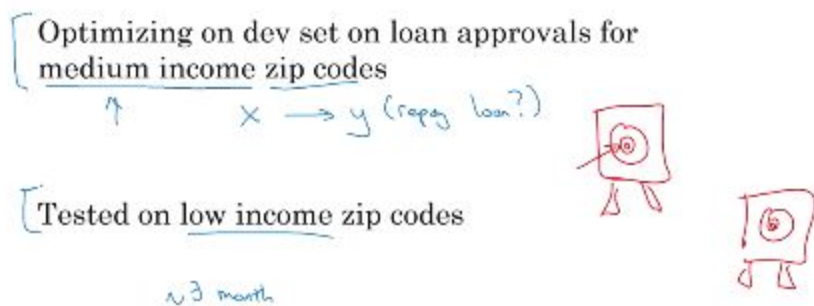 Optimizing on dev set on loan approvals for
medium income zip codes
x → y (repay loan?)
Tested on low income zip codes
~3 month